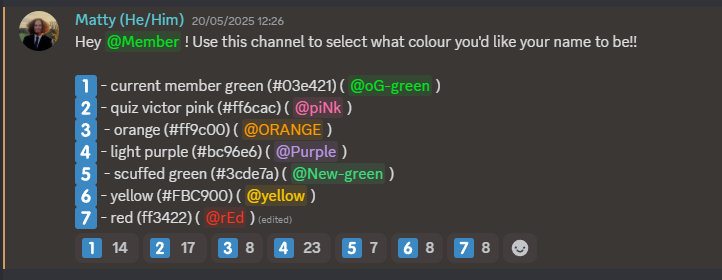 Matty (He/Him) 20/05/2025 12:26
Hey @Member ! Use this channel to select what colour you'd like your name to be!!
1 - current member green (#03e421) ( @oG-green )
2 - quiz victor pink (#ff6cac) ( @piNk )
3 - orange (#ff9c00) ( @ORANGE )
4 - light purple (#bc96e6) ( @Purple )
5 - scuffed green (#3cde7a) ( @New-green )
6 - yellow (#FBC900) ( @yellow )
7 - red (ff3422) ( @rEd ) (edited)
1 14 2 17 3 8 4 23 5 7 6 8 7 8